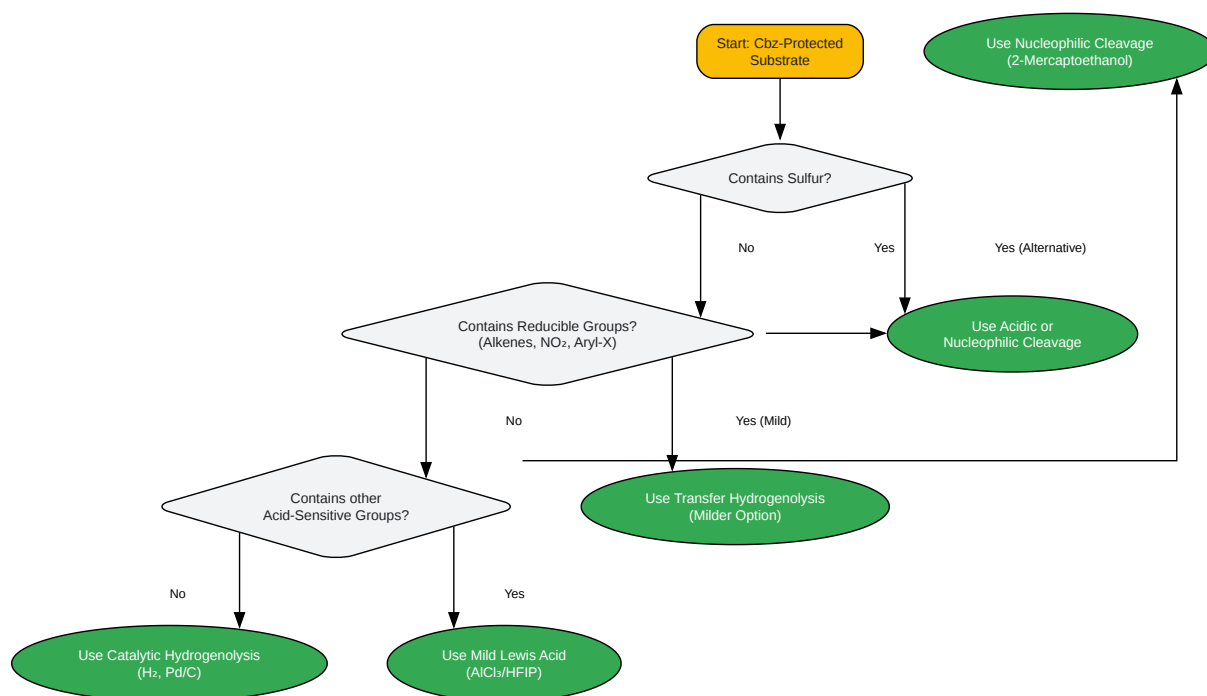 Start: Cbz-Protected
Substrate
Use Nucleophilic Cleavage
(2-Mercaptoethanol)
Contains Sulfur?
No
Yes
Yes (Alternative)
Contains Reducible Groups?
(Alkenes, NO₂, Aryl-X)
Use Acidic or
Nucleophilic Cleavage
No
Yes (Mild)
Contains other
Acid-Sensitive Groups?
Use Transfer Hydrogenolysis
(Milder Option)
No
Yes
Use Catalytic Hydrogenolysis
(H₂, Pd/C)
Use Mild Lewis Acid
(AlCl₃/HFIP)